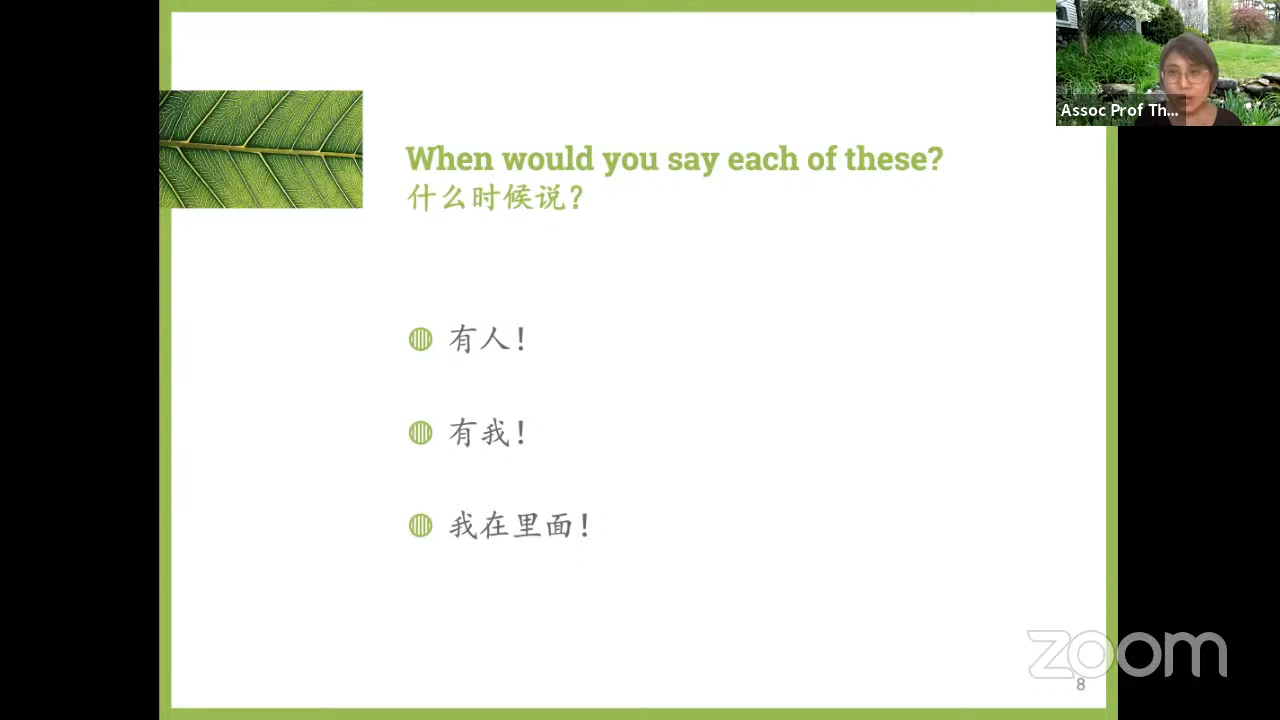 Assoc Prof Th...
When would you say each of these?
什么时候说？
有人！
有我！
我在里面！
zoom
8